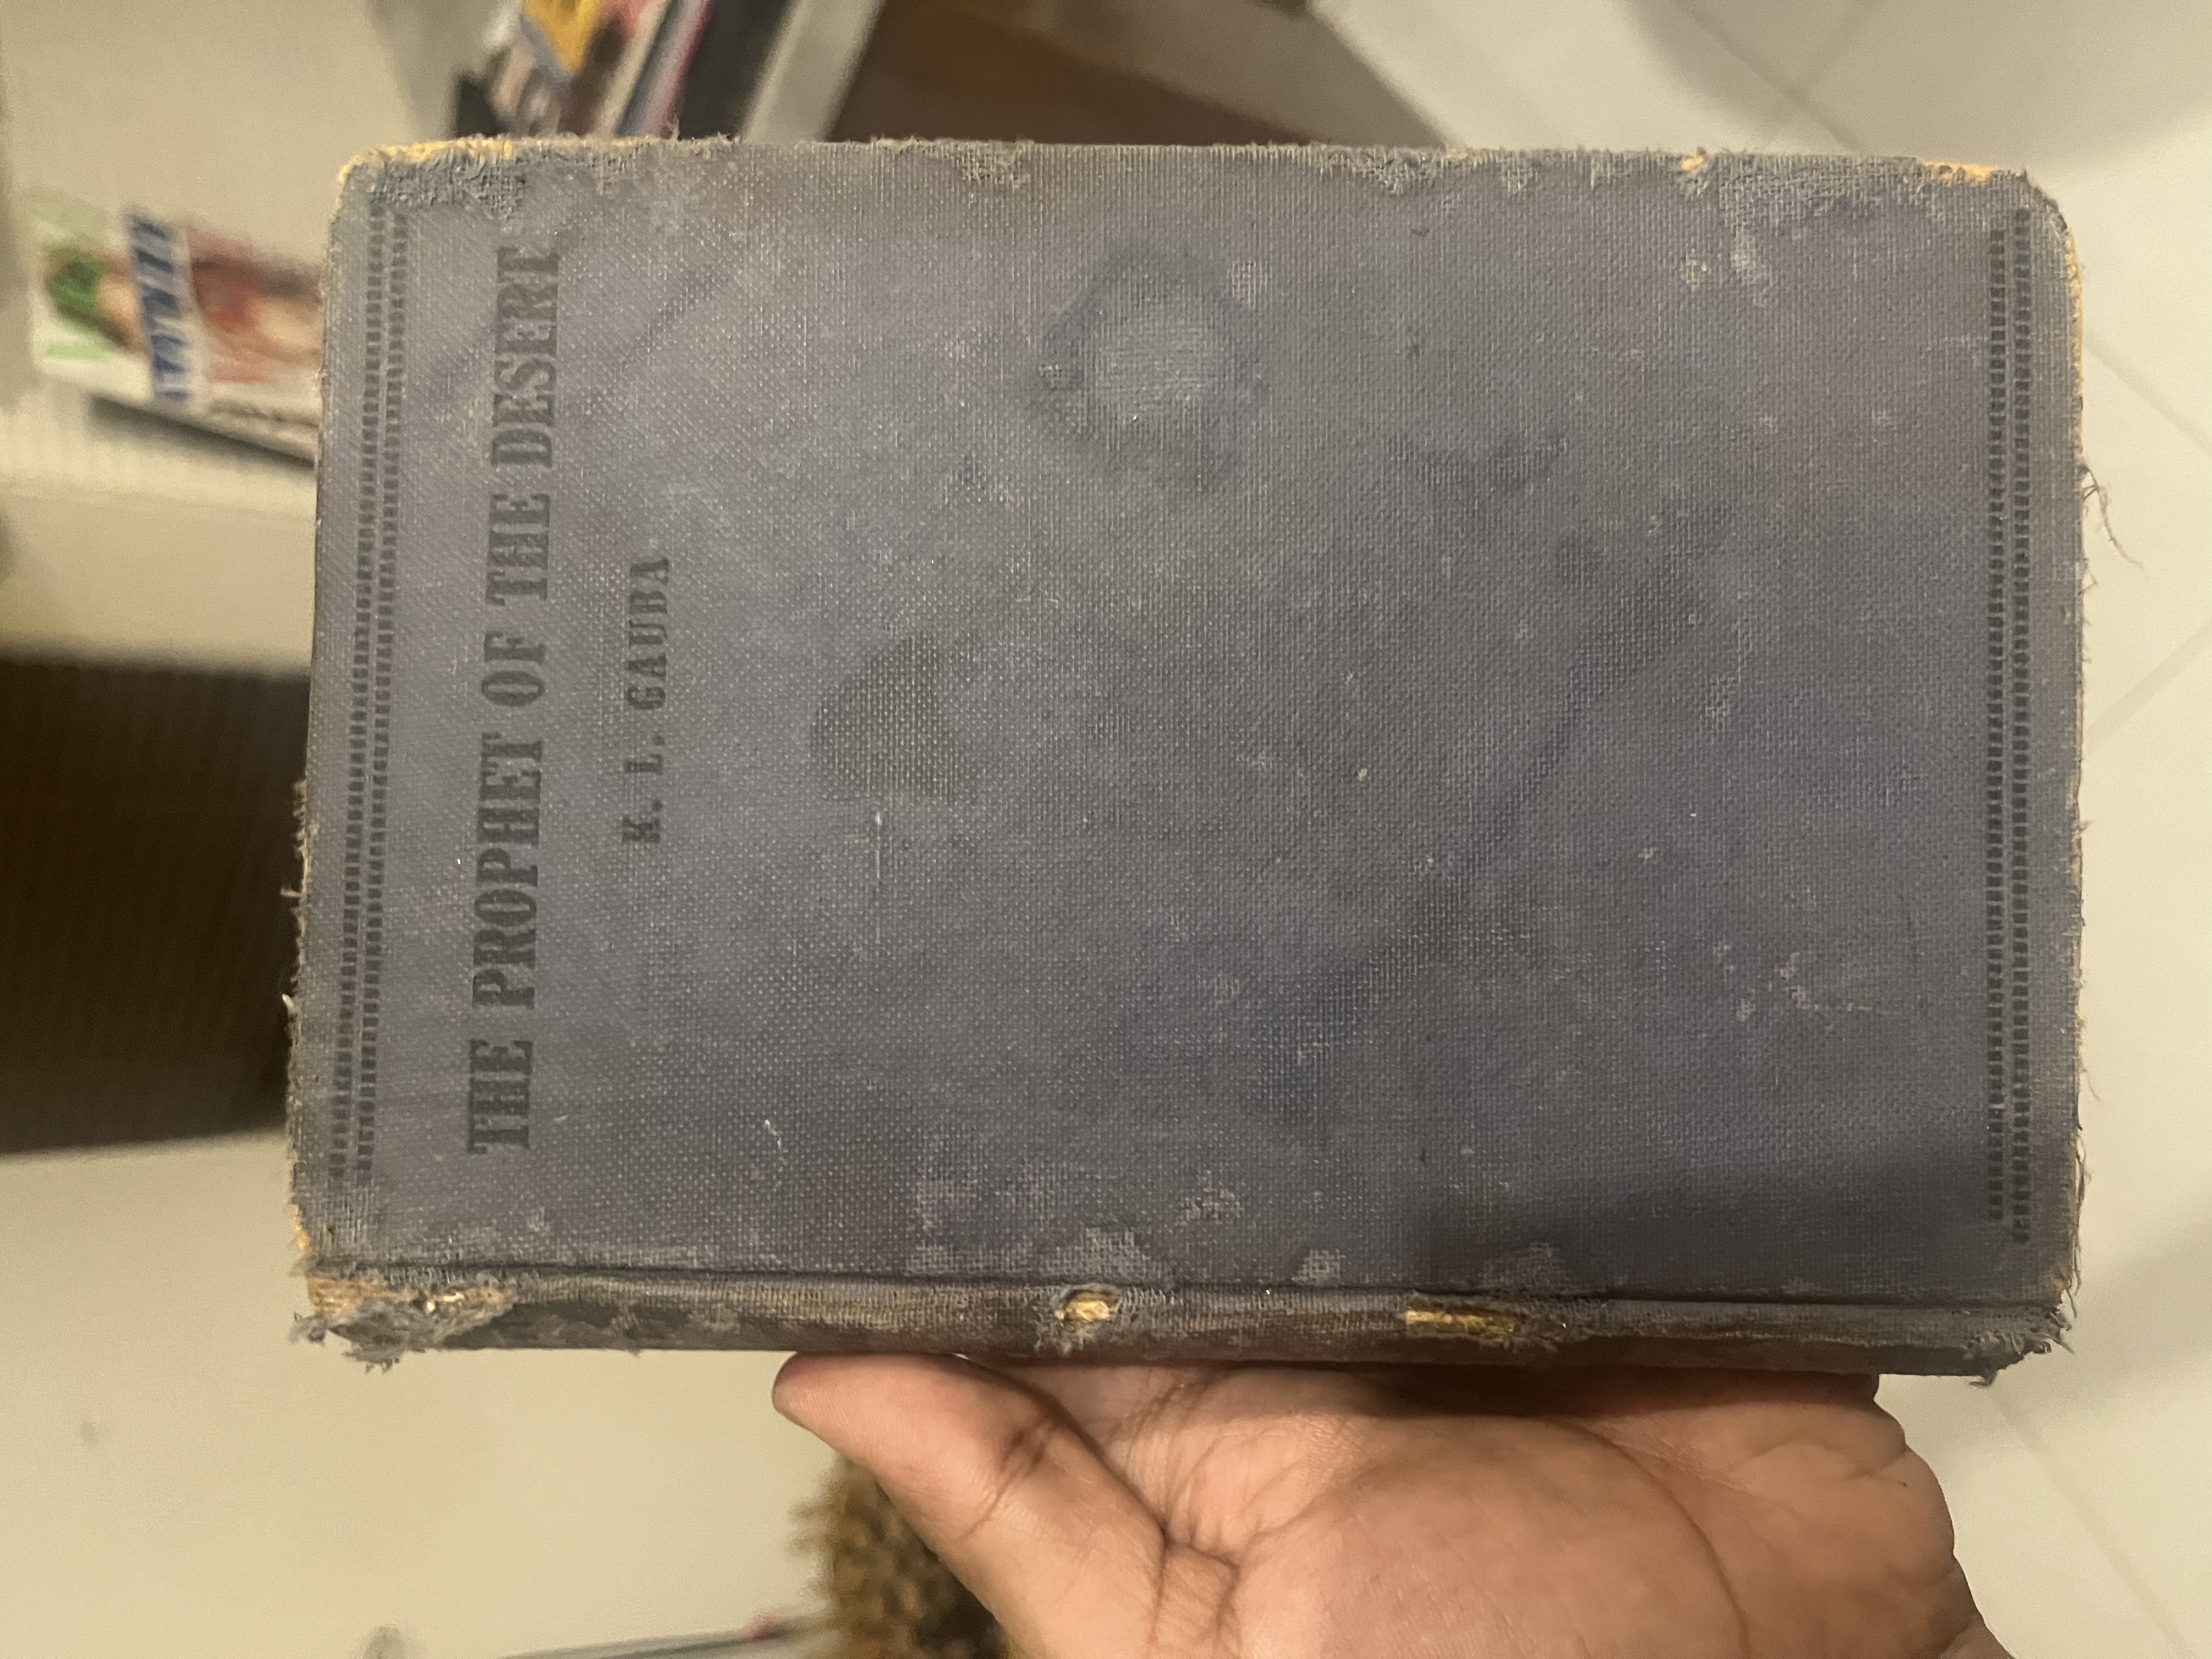 THE PROPHET OF THE DESERT
K. L. GAUBA